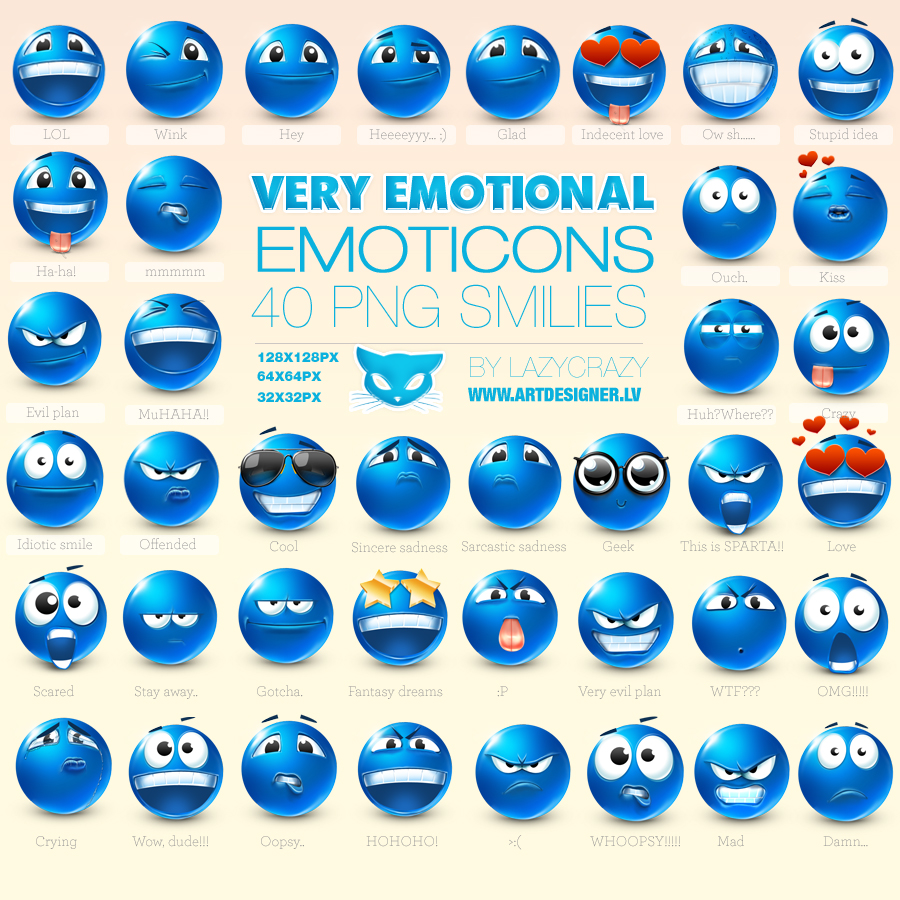 LOL Wink Hey Heeeeyyy... ;) Glad Indecent love Ow sh...... Stupid idea
VERY EMOTIONAL
EMOTICONS
40 PNG SMILIES
Ha-ha! mmmmm Ouch. Kiss
128X128PX
64X64PX
32X32PX
BY LAZYCRAZY
WWW.ARTDESIGNER.LV
Evil plan MuHAHA!! Huh?Where?? Crazy
Idiotic smile Offended Cool Sincere sadness Sarcastic sadness Geek This is SPARTA!! Love
Scared Stay away.. Gotcha. Fantasy dreams :P Very evil plan WTF??? OMG!!!!!
Crying Wow, dude!!! Oopsy.. HOHOHO! >:( WHOOPSY!!!!! Mad Damn...